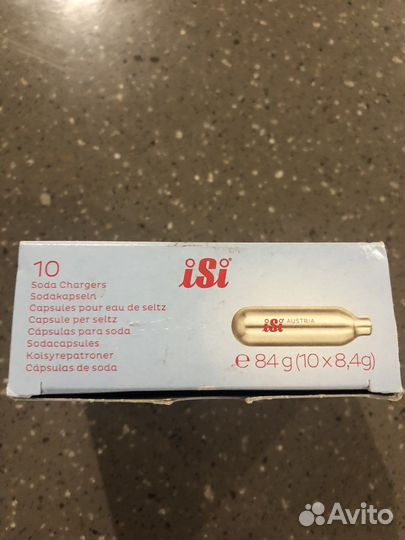 10
Soda Chargers
Sodakapseln
Capsules pour eau de seltz
Capsule per seltz
Cápsulas para soda
Sodacapsules
Kolsyrepatroner
Cápsulas de soda
iSi
iSi AUSTRIA
℮ 84 g (10 x 8,4g)
Avito